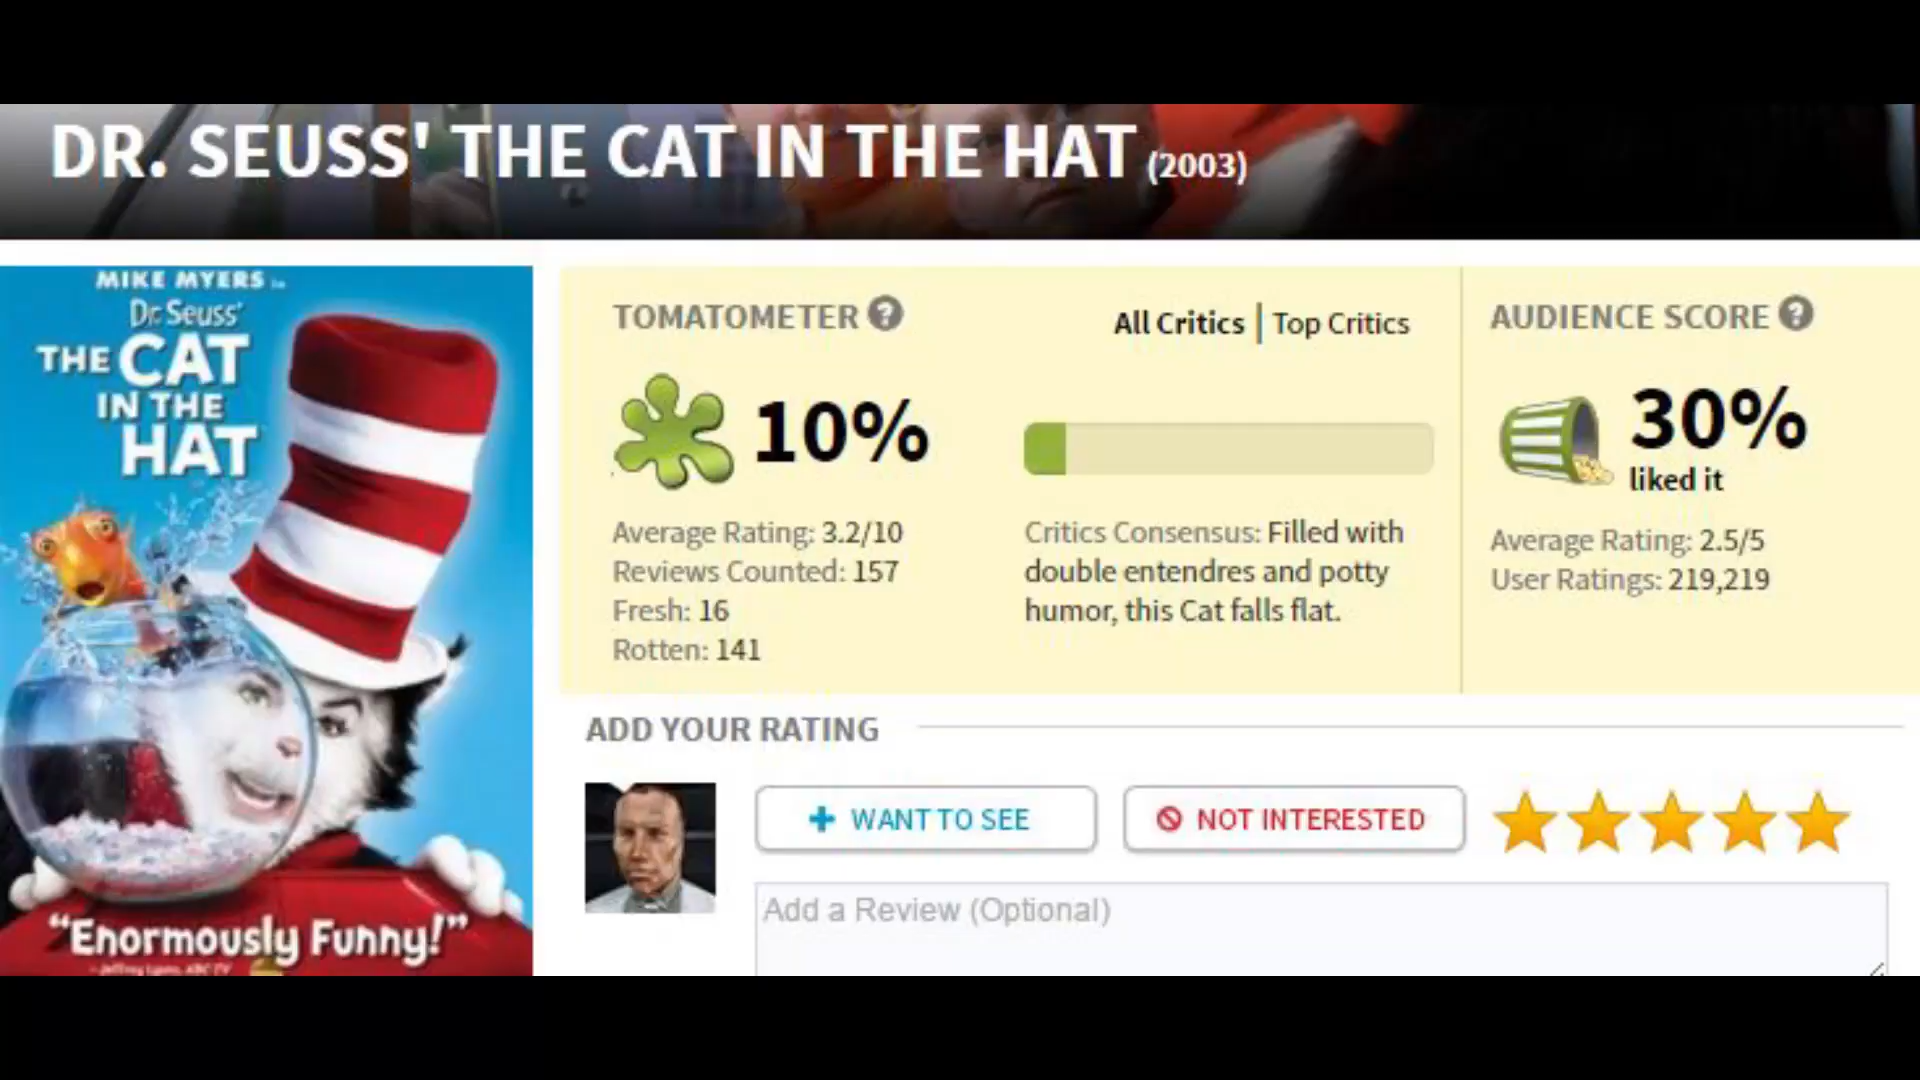 DR. SEUSS' THE CAT IN THE HAT (2003)
MIKE MYERS in
Dr. Seuss'
THE CAT
IN THE
HAT
"Enormously Funny!"
TOMATOMETER ?
All Critics | Top Critics
10%
Average Rating: 3.2/10
Reviews Counted: 157
Fresh: 16
Rotten: 141
Critics Consensus: Filled with
double entendres and potty
humor, this Cat falls flat.
AUDIENCE SCORE ?
30%
liked it
Average Rating: 2.5/5
User Ratings: 219,219
ADD YOUR RATING
+ WANT TO SEE
NOT INTERESTED
Add a Review (Optional)